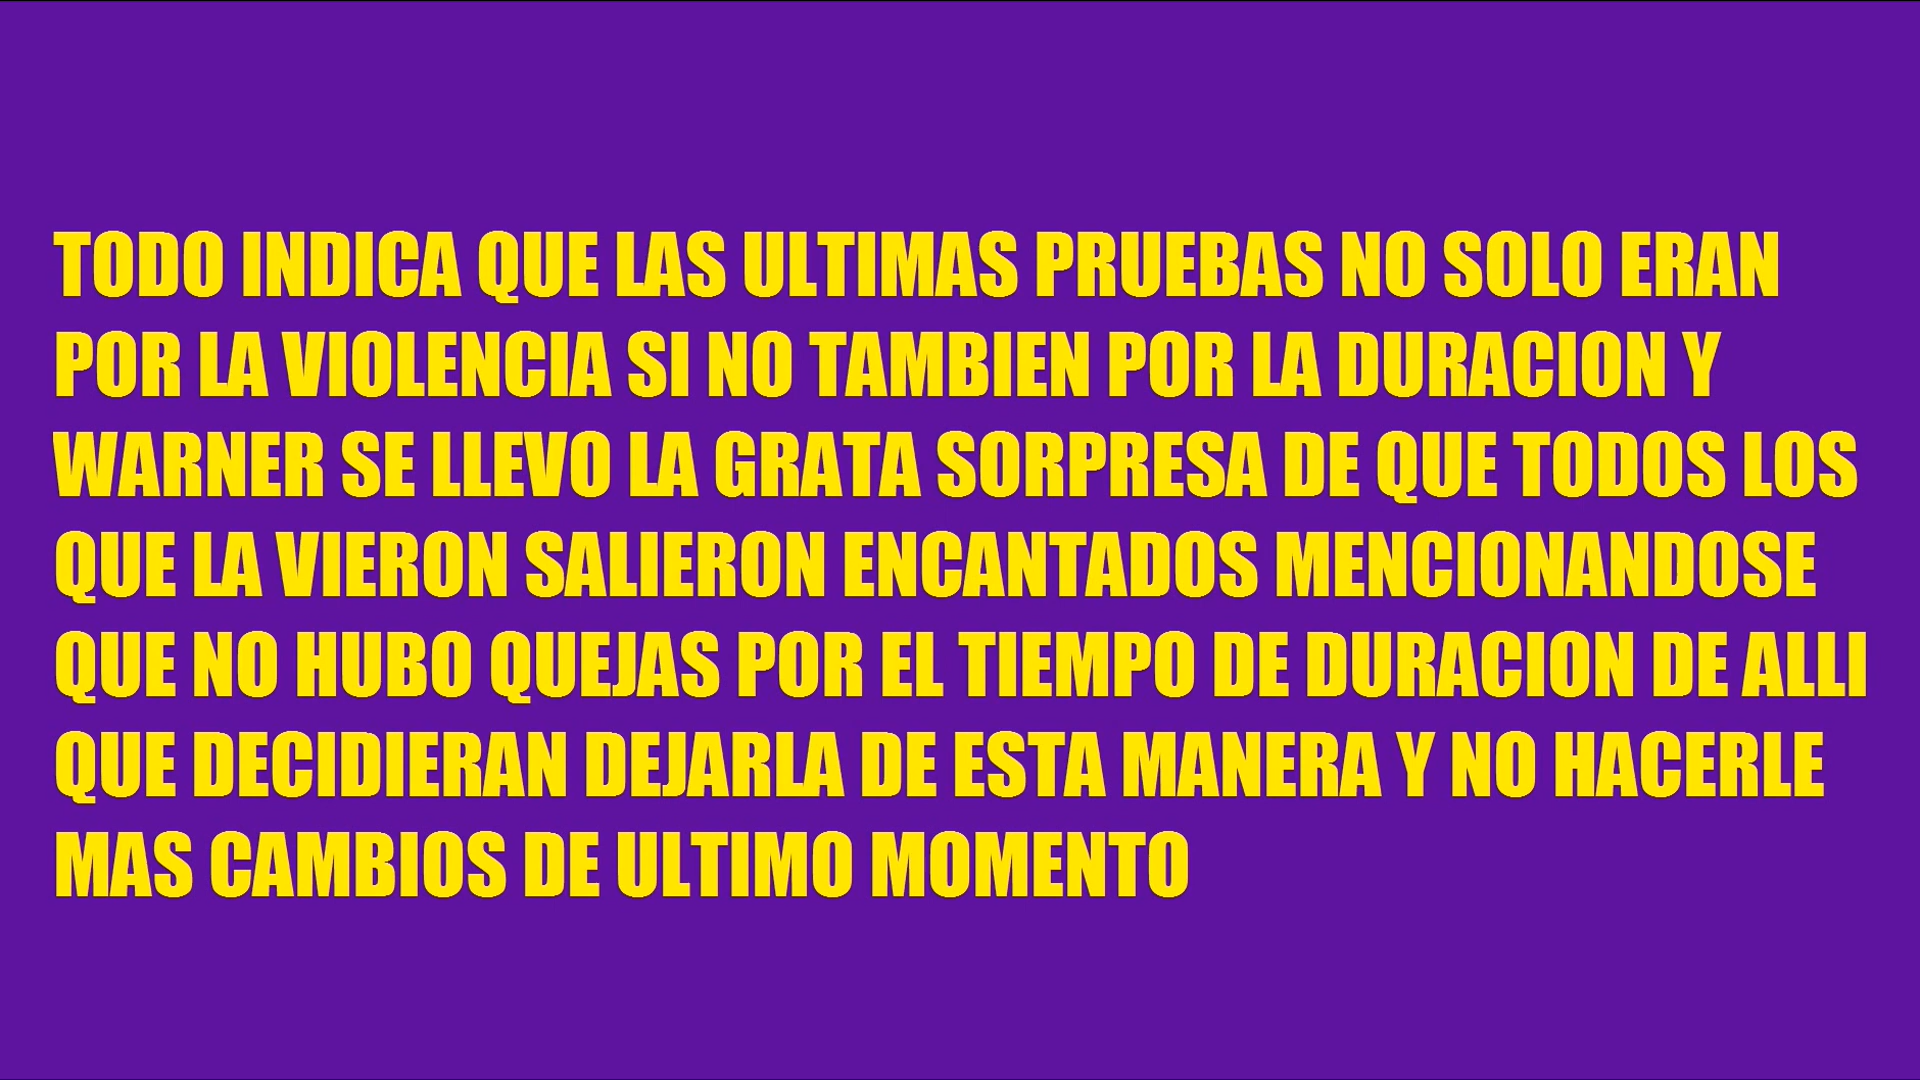 TODO INDICA QUE LAS ULTIMAS PRUEBAS NO SOLO ERAN
POR LA VIOLENCIA SI NO TAMBIEN POR LA DURACION Y
WARNER SE LLEVO LA GRATA SORPRESA DE QUE TODOS LOS
QUE LA VIERON SALIERON ENCANTADOS MENCIONANDOSE
QUE NO HUBO QUEJAS POR EL TIEMPO DE DURACION DE ALLI
QUE DECIDIERAN DEJARLA DE ESTA MANERA Y NO HACERLE
MAS CAMBIOS DE ULTIMO MOMENTO